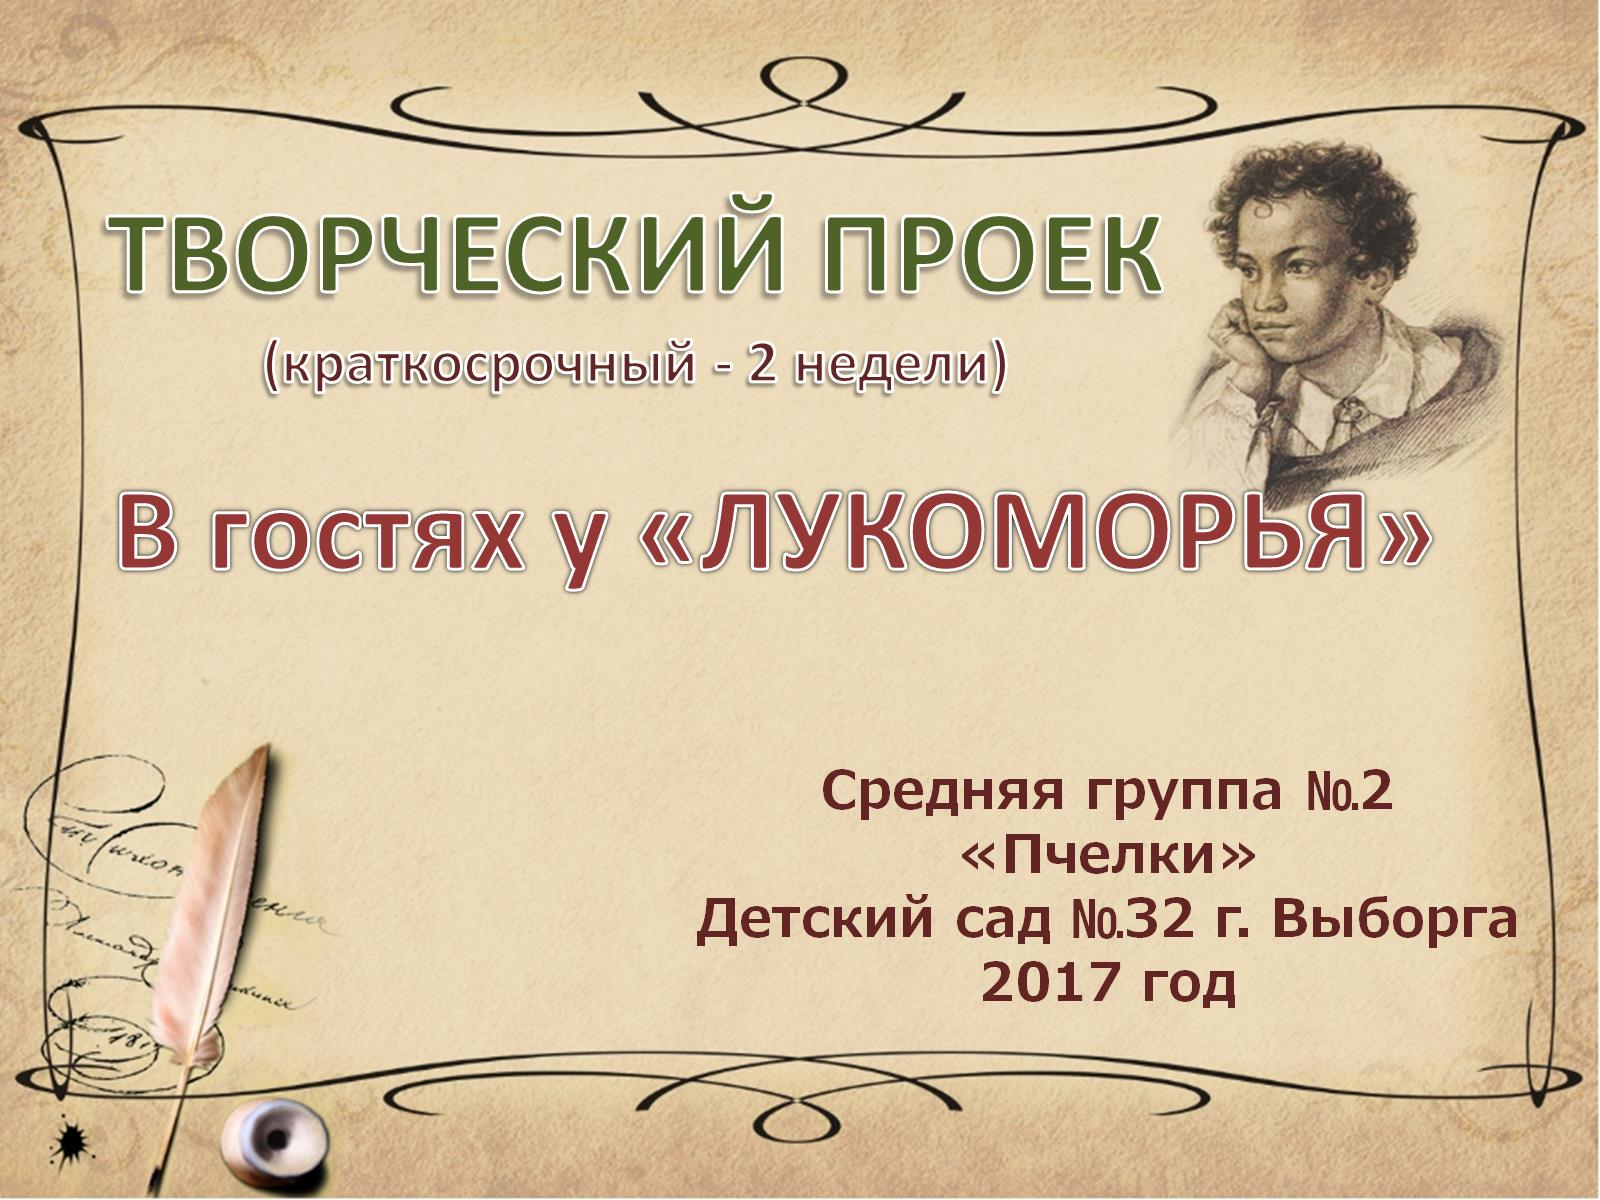 ТВОРЧЕСКИЙ ПРОЕК
(краткосрочный - 2 недели)
В гостях у «ЛУКОМОРЬЯ»
Средняя группа №2
«Пчелки»
Детский сад №32 г. Выборга
2017 год